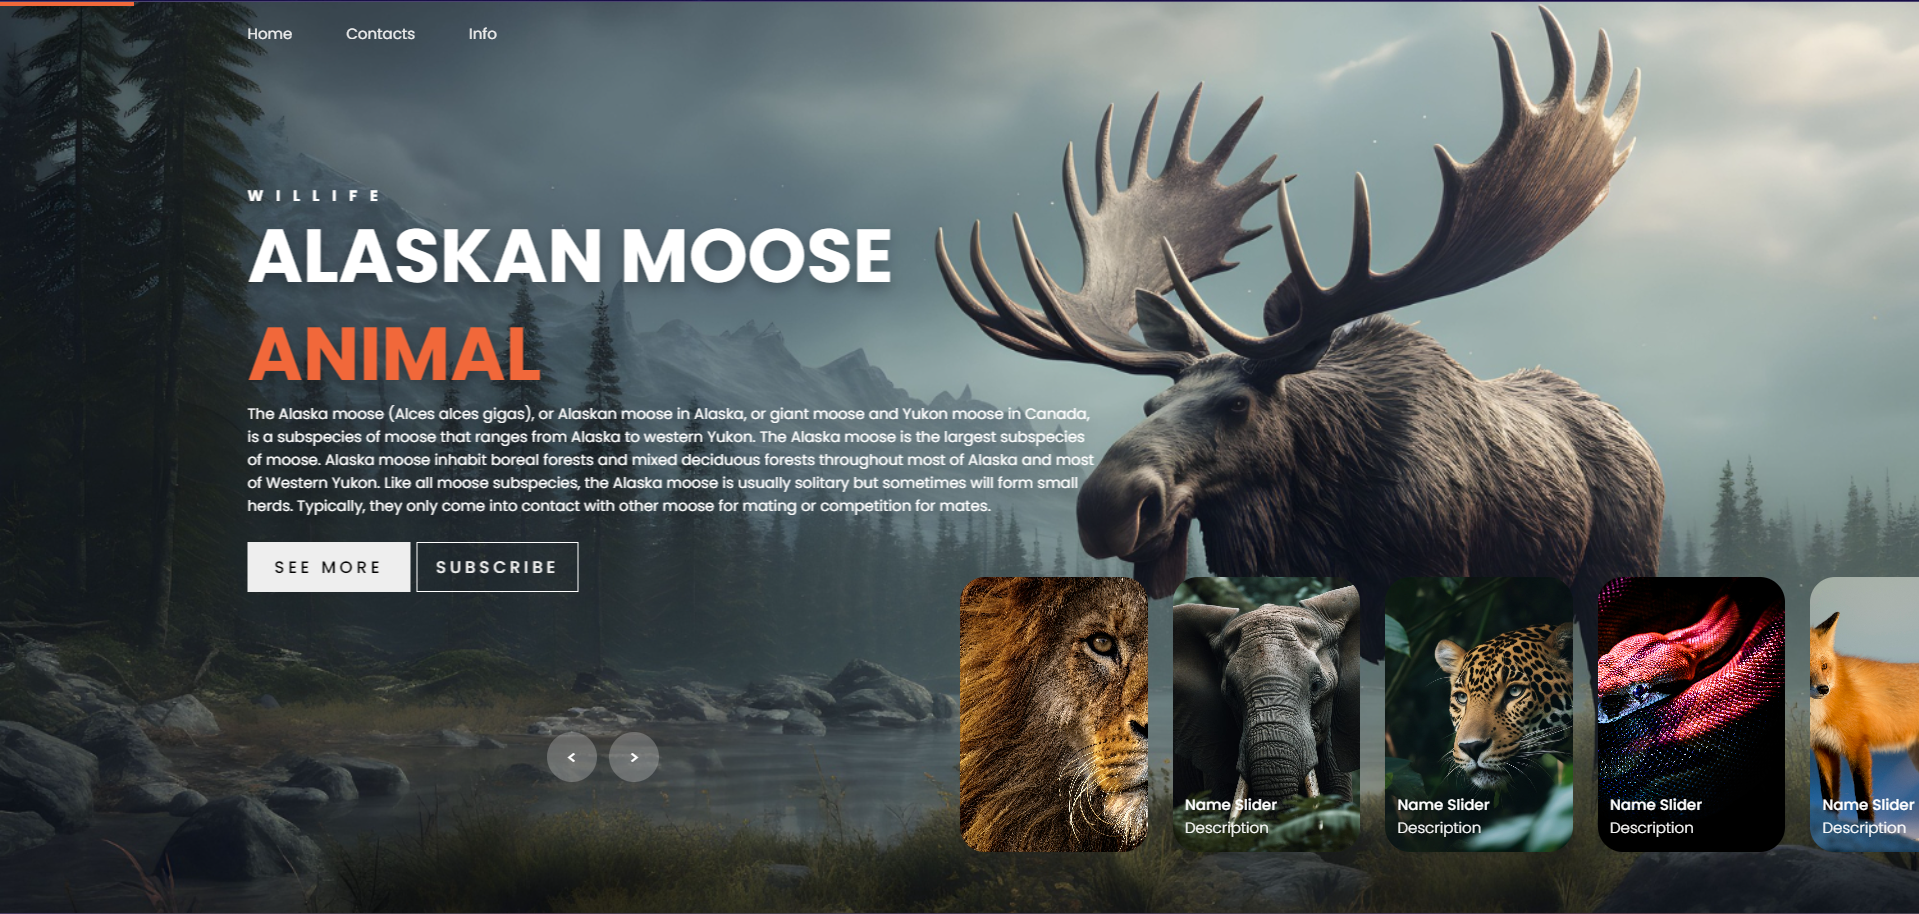 Home Contacts Info
WILLIFE
ALASKAN MOOSE
ANIMAL
The Alaska moose (Alces alces gigas), or Alaskan moose in Alaska, or giant moose and Yukon moose in Canada,
is a subspecies of moose that ranges from Alaska to western Yukon. The Alaska moose is the largest subspecies
of moose. Alaska moose inhabit boreal forests and mixed deciduous forests throughout most of Alaska and most
of Western Yukon. Like all moose subspecies, the Alaska moose is usually solitary but sometimes will form small
herds. Typically, they only come into contact with other moose for mating or competition for mates.
SEE MORE SUBSCRIBE
< >
Name Slider Name Slider Name Slider Name Slider
Description Description Description Description